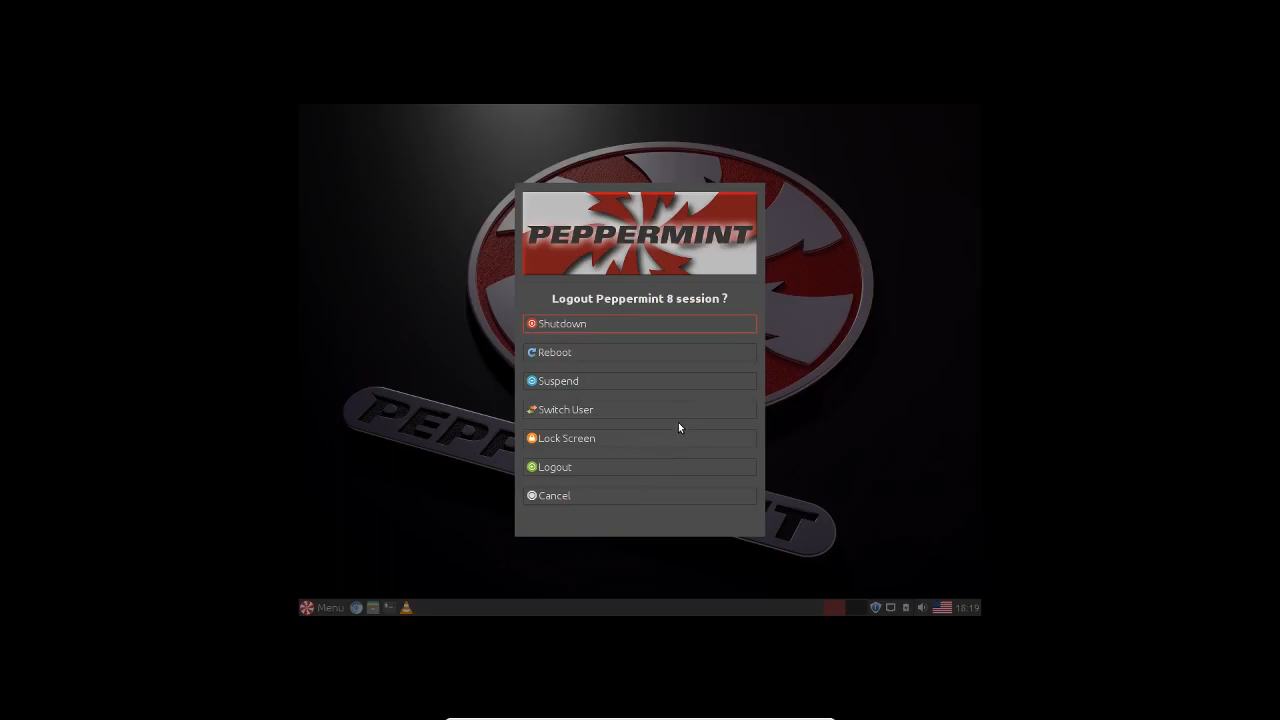 PEPPERMINT
Logout Peppermint 8 session ?
Shutdown
Reboot
Suspend
Switch User
Lock Screen
Logout
Cancel
Menu
18:19